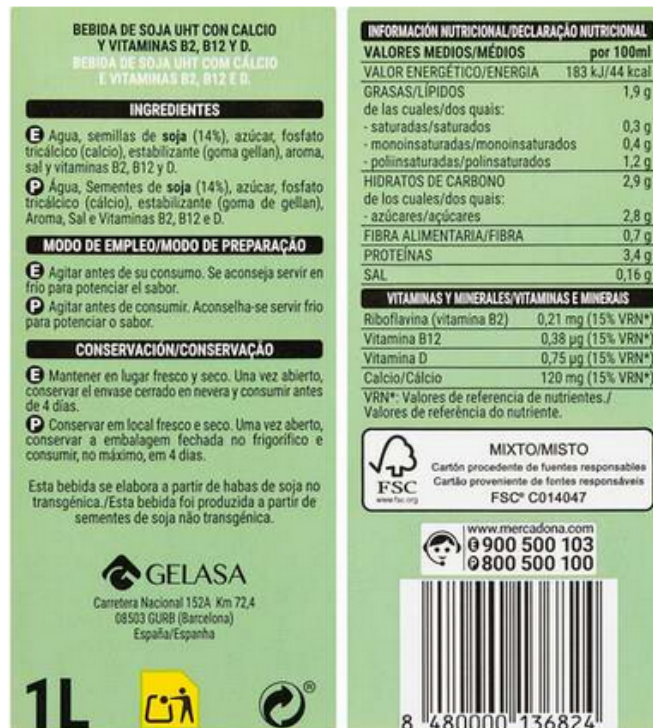 BEBIDA DE SOJA UHT CON CALCIO
Y VITAMINAS B2, B12 Y D.
BEBIDA DE SOJA UHT COM CÁLCIO
E VITAMINAS B2, B12 E D.
INGREDIENTES
E Agua, semillas de soja (14%), azúcar, fosfato
tricálcico (calcio), estabilizante (goma gellan), aroma,
sal y vitaminas B2, B12 y D.
P Água, Sementes de soja (14%), azúcar, fosfato
tricálcico (cálcio), estabilizante (goma de gellan),
Aroma, Sal e Vitaminas B2, B12 e D.
MODO DE EMPLEO/MODO DE PREPARAÇÃO
E Agitar antes de su consumo. Se aconseja servir en
frío para potenciar el sabor.
P Agitar antes de consumir. Aconselha-se servir frio
para potenciar o sabor.
CONSERVACIÓN/CONSERVAÇÃO
E Mantener en lugar fresco y seco. Una vez abierto,
conservar el envase cerrado en nevera y consumir antes
de 4 días.
P Conservar em local fresco e seco. Uma vez aberto,
conservar a embalagem fechada no frigorífico e
consumir, no máximo, em 4 dias.
Esta bebida se elabora a partir de habas de soja no
transgénica./Esta bebida foi produzida a partir de
sementes de soja não transgénica.
GELASA
Carretera Nacional 152A Km 72,4
08503 GURB (Barcelona)
España/Espanha
1L
®
INFORMACIÓN NUTRICIONAL/DECLARAÇÃO NUTRICIONAL
VALORES MEDIOS/MÉDIOS por 100ml
VALOR ENERGÉTICO/ENERGIA 183 kJ/44 kcal
GRASAS/LÍPIDOS 1,9 g
de las cuales/dos quais:
- saturadas/saturados 0,3 g
- monoinsaturadas/monoinsaturados 0,4 g
- poliinsaturadas/polinsaturados 1,2 g
HIDRATOS DE CARBONO 2,9 g
de los cuales/dos quais:
- azúcares/açúcares 2,8 g
FIBRA ALIMENTARIA/FIBRA 0,7 g
PROTEÍNAS 3,4 g
SAL 0,16 g
VITAMINAS Y MINERALES/VITAMINAS E MINERAIS
Riboflavina (vitamina B2) 0,21 mg (15% VRN*)
Vitamina B12 0,38 µg (15% VRN*)
Vitamina D 0,75 µg (15% VRN*)
Calcio/Cálcio 120 mg (15% VRN*)
VRN*: Valores de referencia de nutrientes./
Valores de referência do nutriente.
FSC
www.fsc.org
MIXTO/MISTO
Cartón procedente de fuentes responsables
Cartão proveniente de fontes responsáveis
FSC® C014047
www.mercadona.com
E 900 500 103
P 800 500 100
8 480000 136824